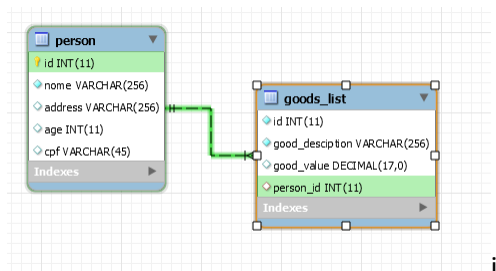 person
id INT(11)
nome VARCHAR(256)
address VARCHAR(256)
age INT(11)
cpf VARCHAR(45)
Indexes
goods_list
id INT(11)
good_desciption VARCHAR(256)
good_value DECIMAL(17,0)
person_id INT(11)
Indexes
i